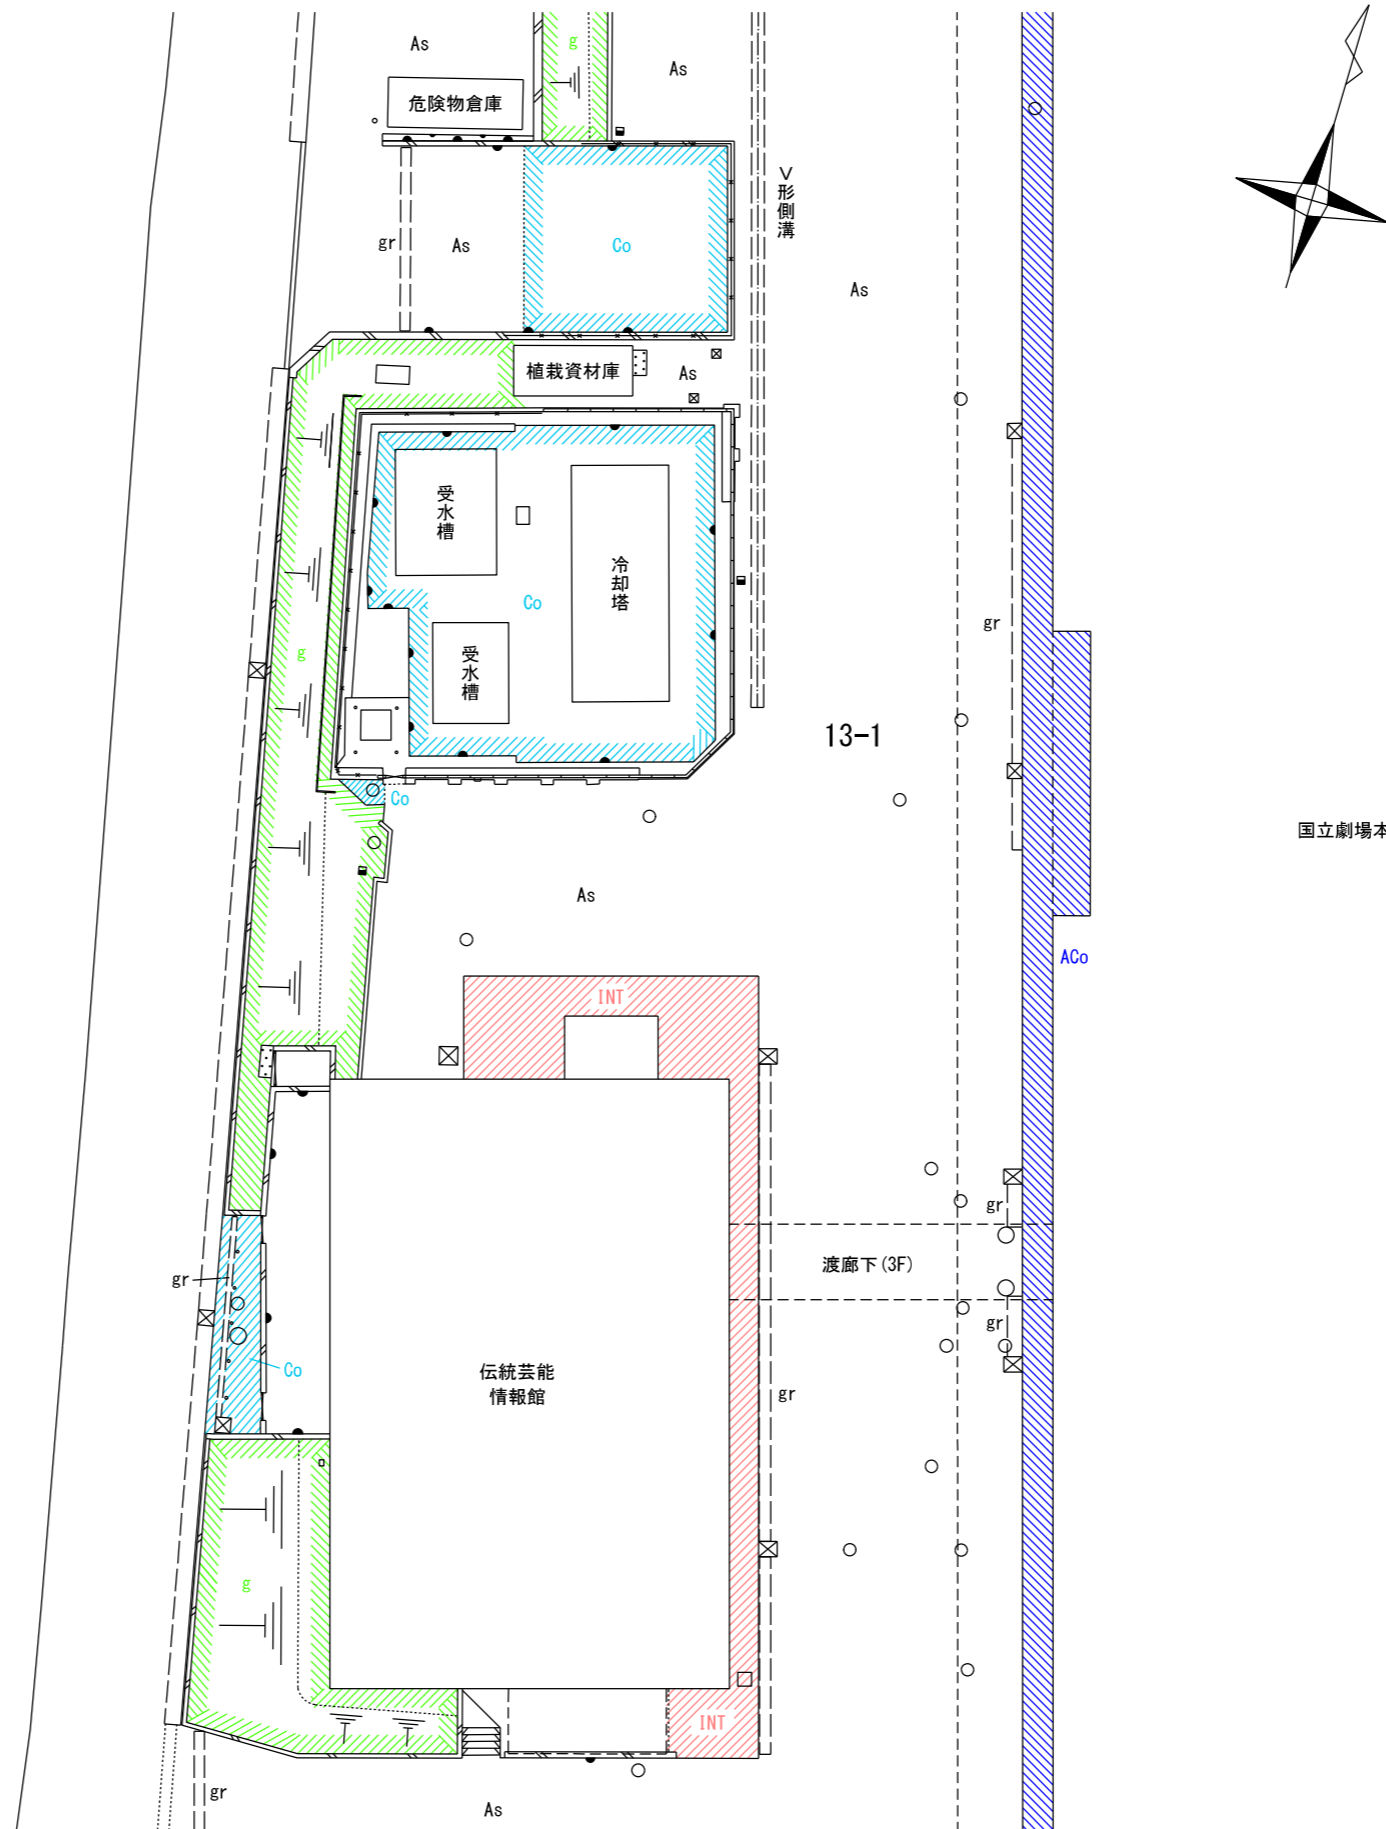 As
g
As
危険物倉庫
V形側溝
gr
As
Co
As
植栽資材庫
As
受水槽
冷却塔
Co
gr
g
受水槽
13-1
Co
国立劇場本
As
ACo
INT
gr
渡廊下(3F)
gr
gr
Co
伝統芸能
情報館
gr
g
INT
gr
As